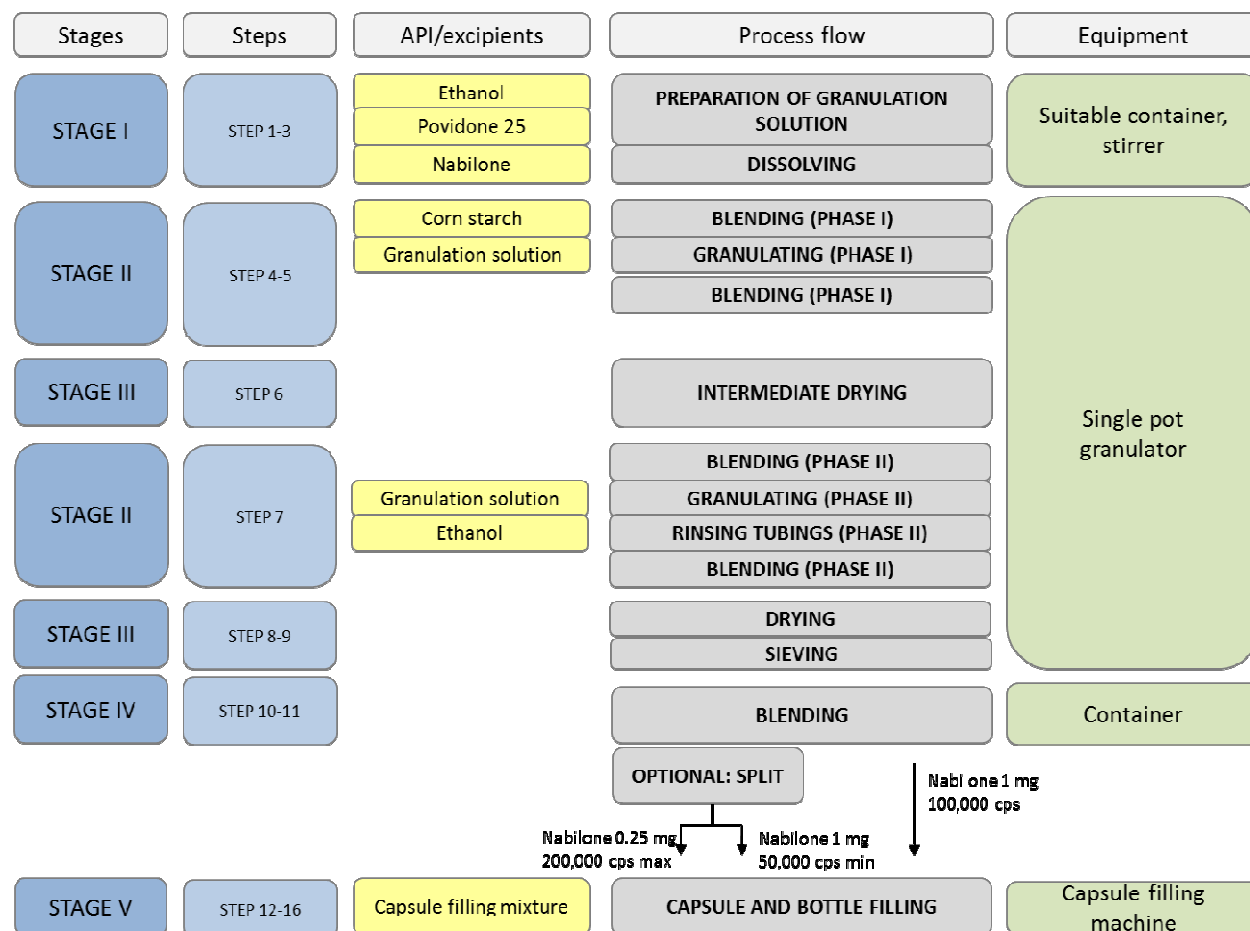 Stages
Steps
API/excipients
Process flow
Equipment
STAGE I
STEP 1-3
Ethanol
Povidone 25
Nabilone
PREPARATION OF GRANULATION
SOLUTION
DISSOLVING
Suitable container,
stirrer
STAGE II
STEP 4-5
Corn starch
Granulation solution
BLENDING (PHASE I)
GRANULATING (PHASE I)
BLENDING (PHASE I)
Single pot
granulator
STAGE III
STEP 6
INTERMEDIATE DRYING
STAGE II
STEP 7
Granulation solution
Ethanol
BLENDING (PHASE II)
GRANULATING (PHASE II)
RINSING TUBINGS (PHASE II)
BLENDING (PHASE II)
STAGE III
STEP 8-9
DRYING
SIEVING
STAGE IV
STEP 10-11
BLENDING
Container
OPTIONAL: SPLIT
Nabilone 1 mg
100,000 cps
Nabilone 0.25 mg
200,000 cps max
Nabilone 1 mg
50,000 cps min
STAGE V
STEP 12-16
Capsule filling mixture
CAPSULE AND BOTTLE FILLING
Capsule filling
machine